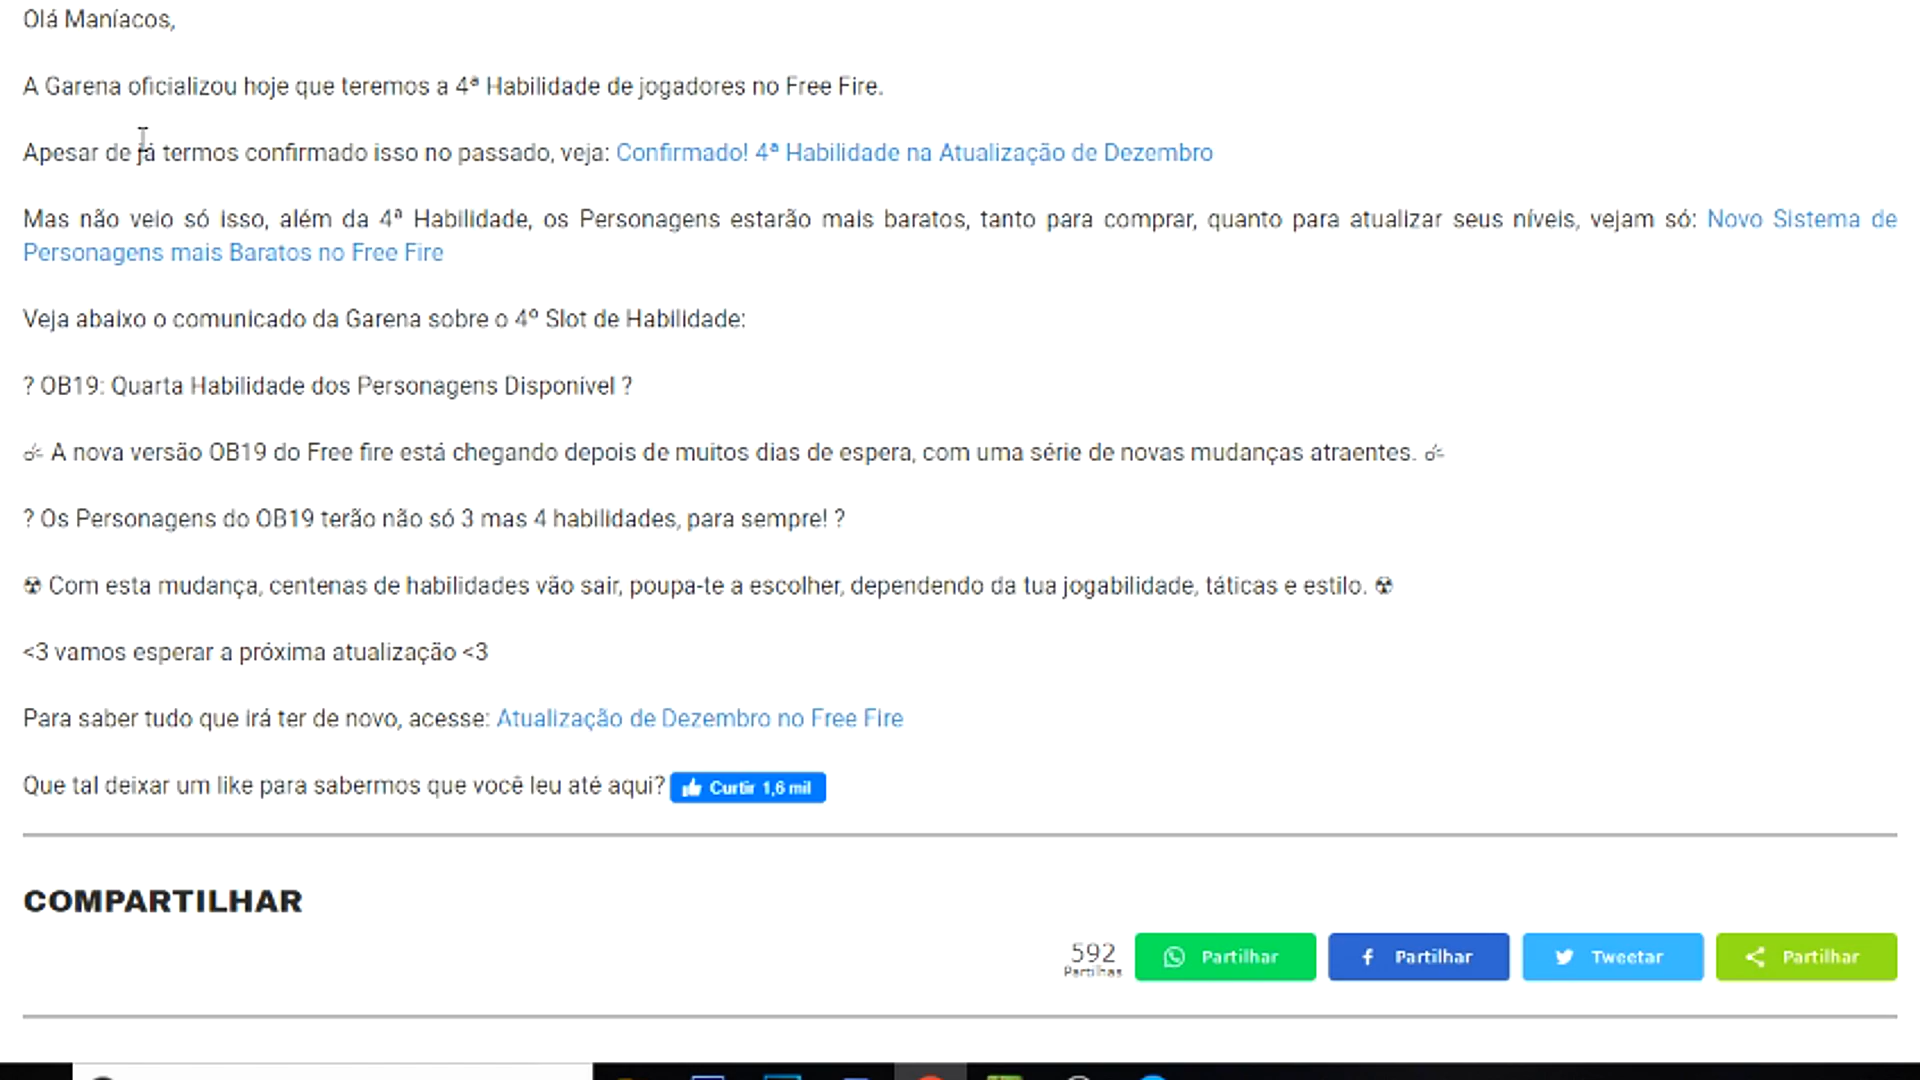 Olá Maníacos,
A Garena oficializou hoje que teremos a 4ª Habilidade de jogadores no Free Fire.
Apesar de já termos confirmado isso no passado, veja: Confirmado! 4ª Habilidade na Atualização de Dezembro
Mas não veio só isso, além da 4ª Habilidade, os Personagens estarão mais baratos, tanto para comprar, quanto para atualizar seus níveis, vejam só: Novo Sistema de
Personagens mais Baratos no Free Fire
Veja abaixo o comunicado da Garena sobre o 4º Slot de Habilidade:
? OB19: Quarta Habilidade dos Personagens Disponível ?
☄ A nova versão OB19 do Free fire está chegando depois de muitos dias de espera, com uma série de novas mudanças atraentes. ☄
? Os Personagens do OB19 terão não só 3 mas 4 habilidades, para sempre! ?
☢ Com esta mudança, centenas de habilidades vão sair, poupa-te a escolher, dependendo da tua jogabilidade, táticas e estilo. ☢
<3 vamos esperar a próxima atualização <3
Para saber tudo que irá ter de novo, acesse: Atualização de Dezembro no Free Fire
Que tal deixar um like para sabermos que você leu até aqui? Curtir 1,6 mil
COMPARTILHAR
592 Partilhar Partilhar Tweetar Partilhar
Partilhas